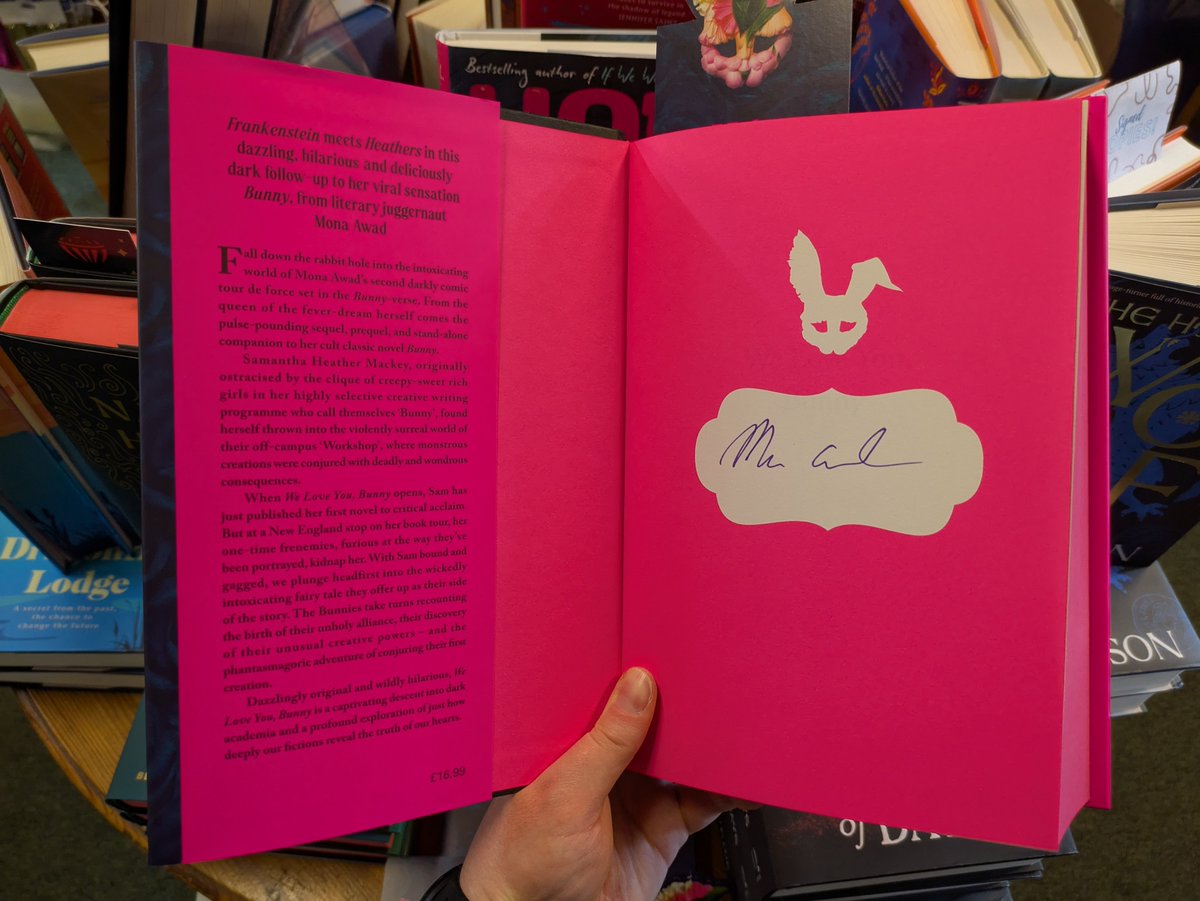 Frankenstein meets Heathers in this
dazzling, hilarious and deliciously
dark follow-up to her viral sensation
Bunny, from literary juggernaut
Mona Awad
Fall down the rabbit hole into the intoxicating
world of Mona Awad's second darkly comic
tour de force set in the Bunny-verse. From the
queen of the fever-dream herself comes the
pulse-pounding sequel, prequel, and stand-alone
companion to her cult classic novel Bunny.
Samantha Heather Mackey, originally
ostracised by the clique of creepy-sweet rich
girls in her highly selective creative writing
programme who call themselves 'Bunny', found
herself thrown into the violently surreal world of
their off-campus 'Workshop', where monstrous
creations were conjured with deadly and wondrous
consequences.
When We Love You, Bunny opens, Sam has
just published her first novel to critical acclaim.
But at a New England stop on her book tour, her
one-time frenemies, furious at the way they've
been portrayed, kidnap her. With Sam bound and
gagged, we plunge headfirst into the wickedly
intoxicating fairy tale they offer up as their side
of the story. The Bunnies take turns recounting
the birth of their unholy alliance, their discovery
of their unusual creative powers – and the
phantasmagoric adventure of conjuring their first
creation.
Dazzlingly original and wildly hilarious, We
Love You, Bunny is a captivating descent into dark
academia and a profound exploration of just how
deeply our fictions reveal the truth of our hearts.
£16.99
Bestselling author of If We W
Signed
Lodge
A secret from the past,
the chance to
change the future
SON
of DA